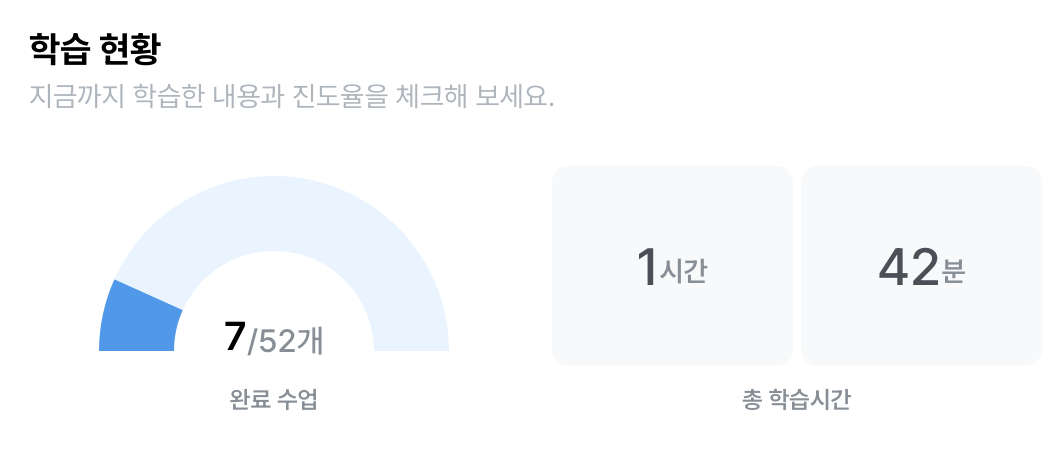 학습 현황
지금까지 학습한 내용과 진도율을 체크해 보세요.
7/52개
완료 수업
1시간 42분
총 학습시간